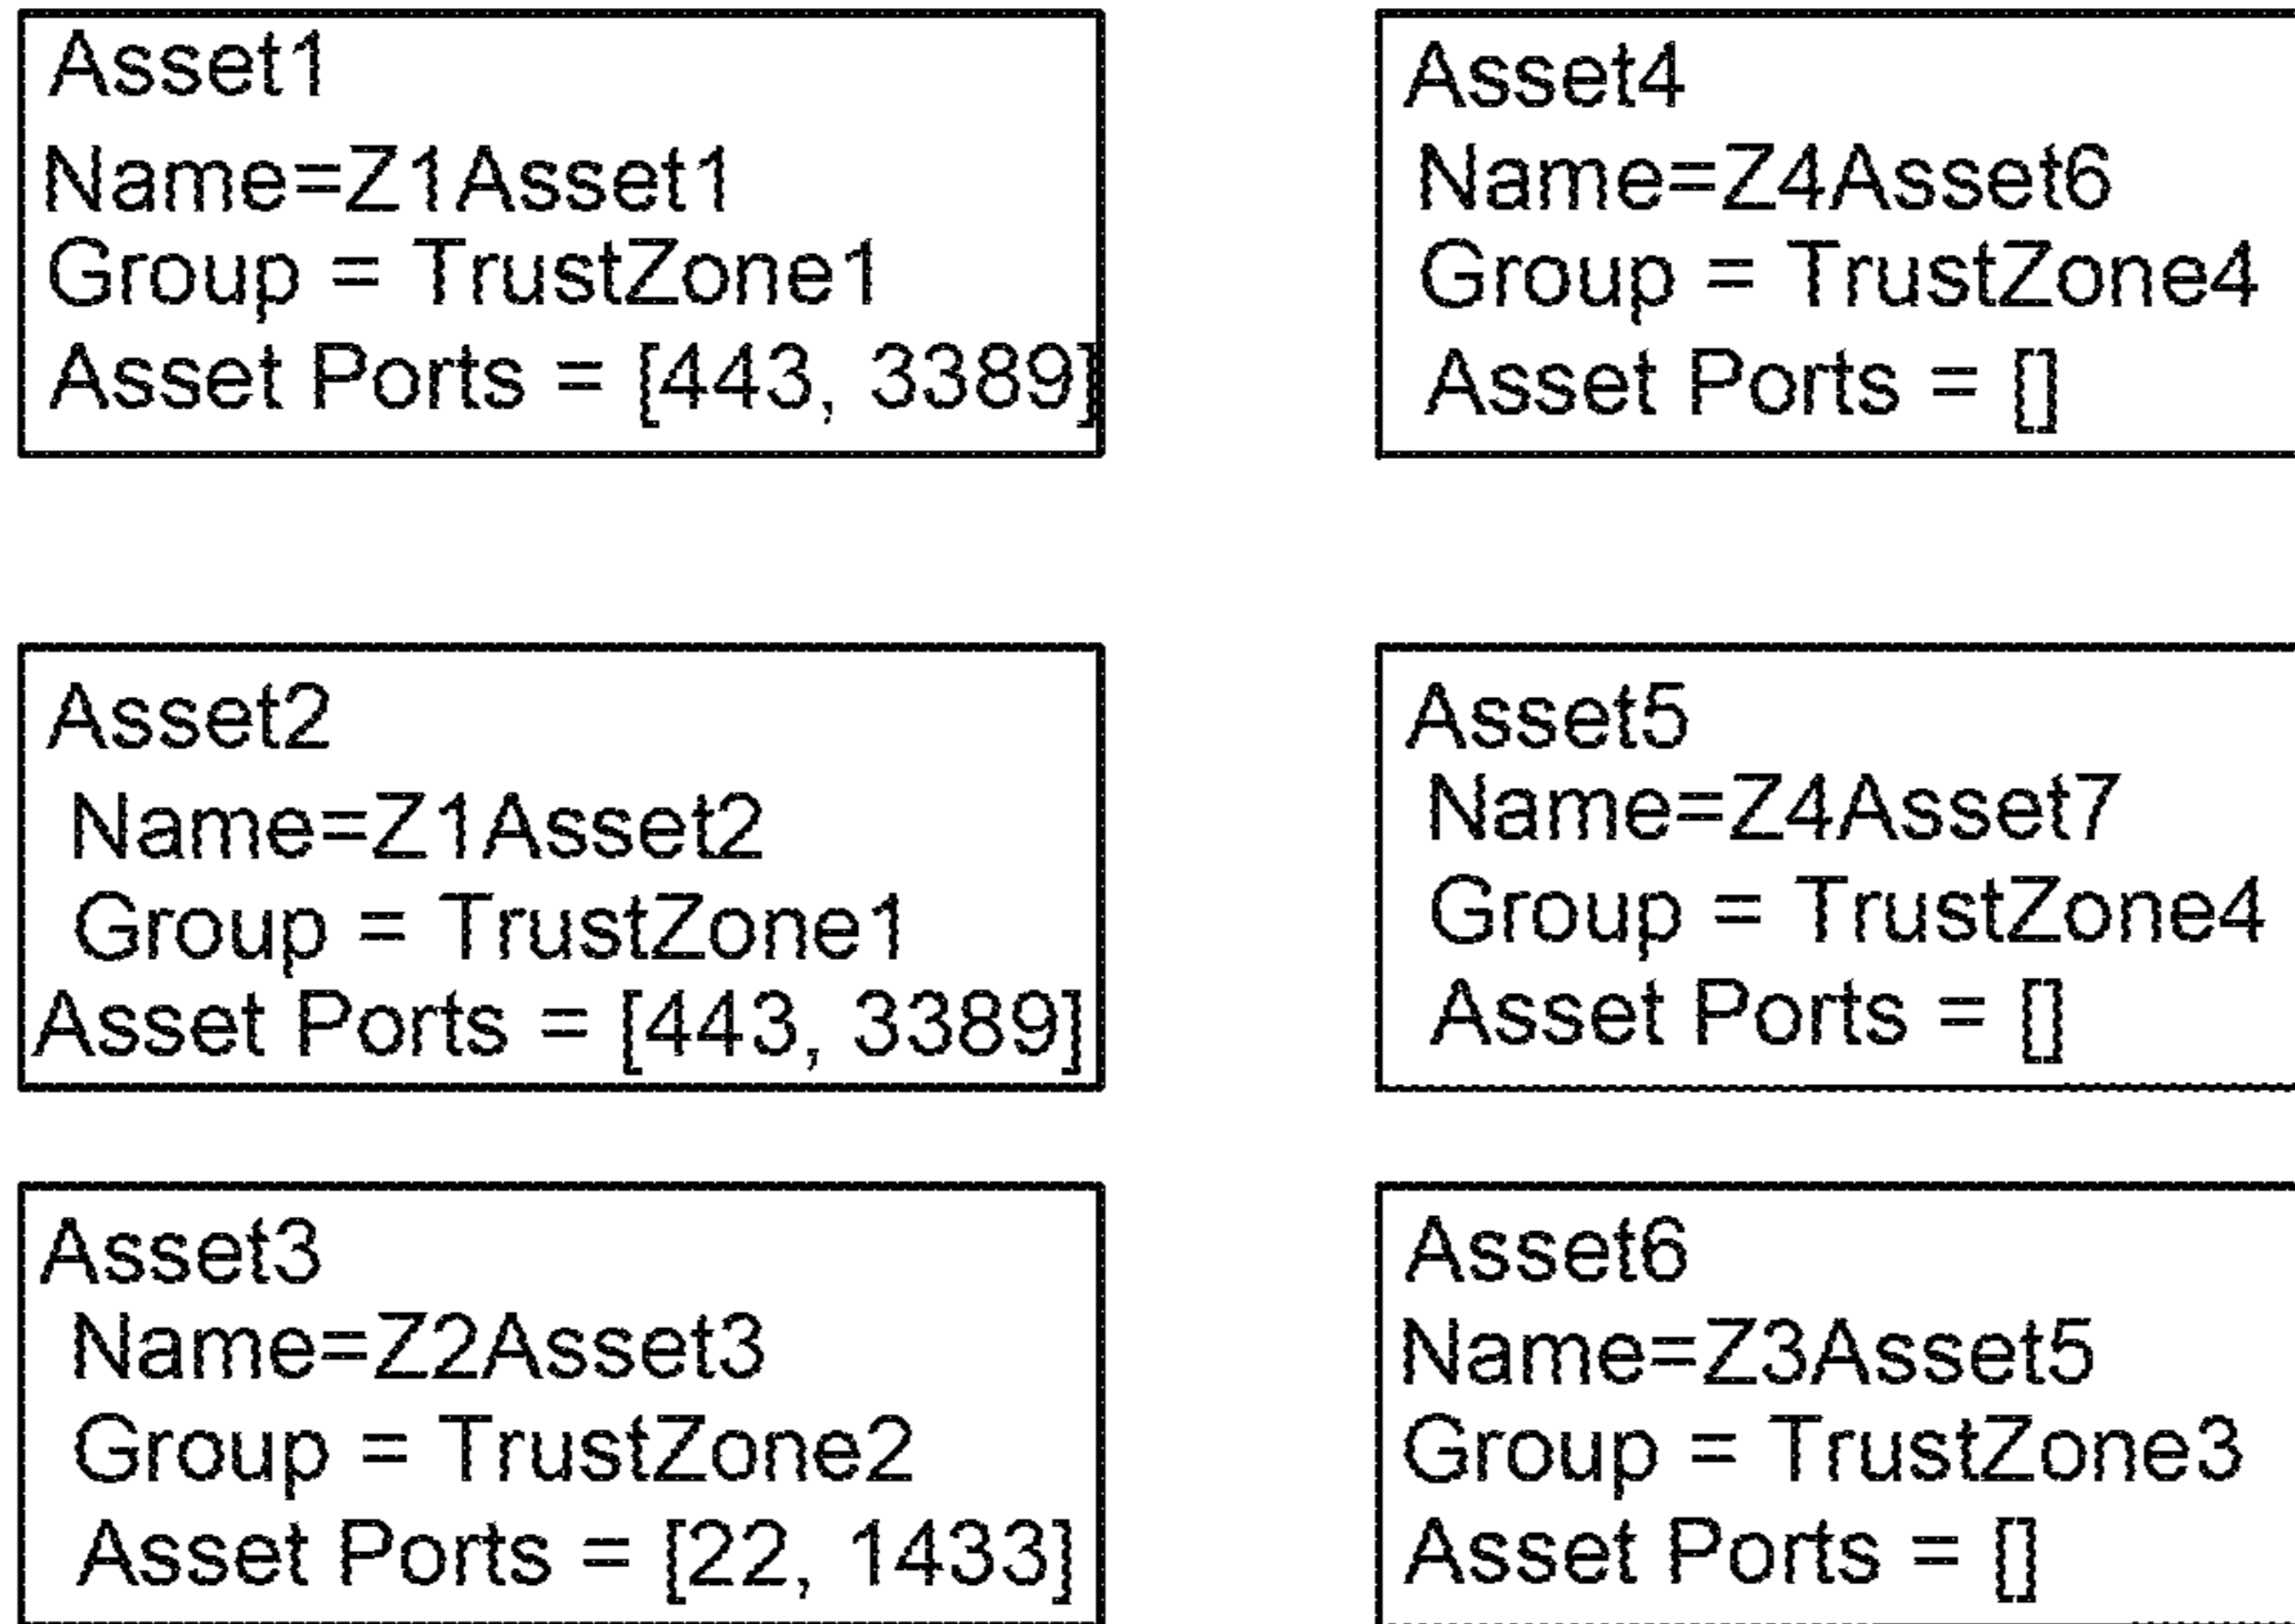 Asset1
Name=Z1Asset1
Group = TrustZone1
Asset Ports = [443, 3389]
Asset4
Name=Z4Asset6
Group = TrustZone4
Asset Ports = []
Asset2
Name=Z1Asset2
Group = TrustZone1
Asset Ports = [443, 3389]
Asset5
Name=Z4Asset7
Group = TrustZone4
Asset Ports = []
Asset3
Name=Z2Asset3
Group = TrustZone2
Asset Ports = [22, 1433]
Asset6
Name=Z3Asset5
Group = TrustZone3
Asset Ports = []